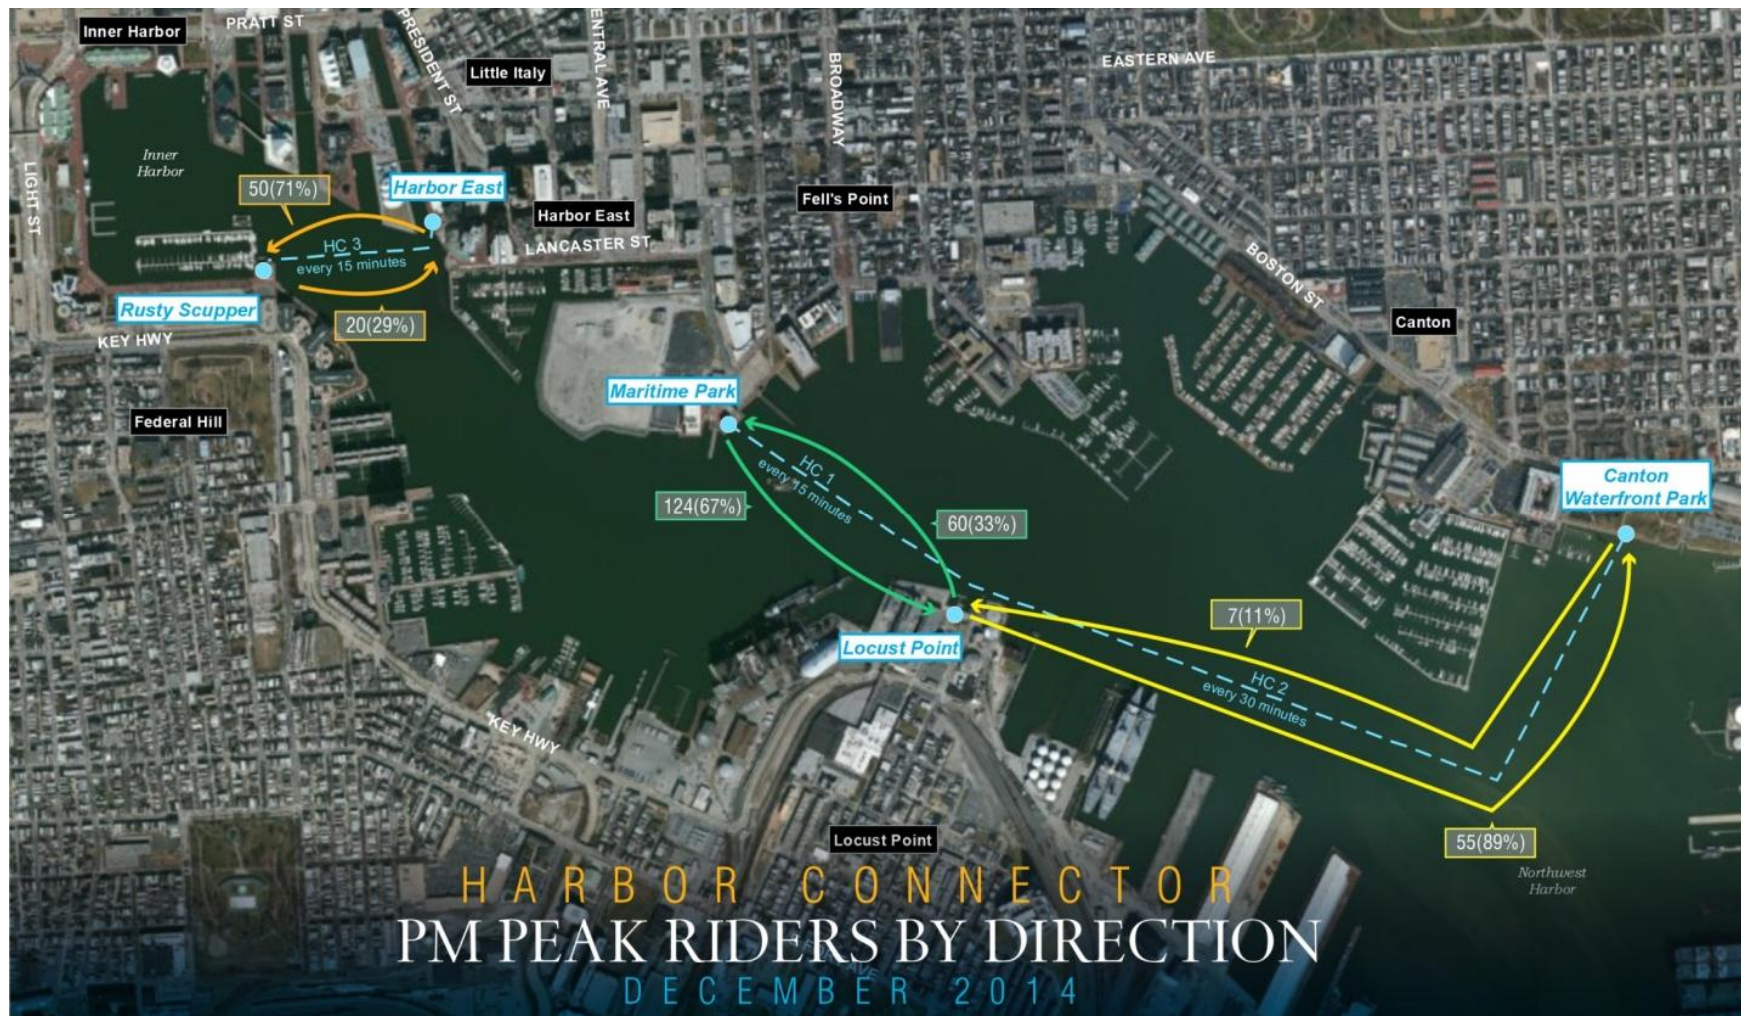 Inner Harbor
PRATT ST
PRESIDENT ST
Little Italy
ENTRAL AVE
BROADWAY
EASTERN AVE
LIGHT ST
Inner
Harbor
50(71%)
Harbor East
Harbor East
LANCASTER ST
Fell's Point
HC 3
every 15 minutes
Rusty Scupper
20(29%)
KEY HWY
BOSTON ST
Canton
Federal Hill
Maritime Park
HC 1
every 15 minutes
124(67%)
60(33%)
Canton
Waterfront Park
7(11%)
Locust Point
HC 2
every 30 minutes
KEY HWY
55(89%)
Locust Point
Northwest
Harbor
HARBOR CONNECTOR
PM PEAK RIDERS BY DIRECTION
DECEMBER 2014